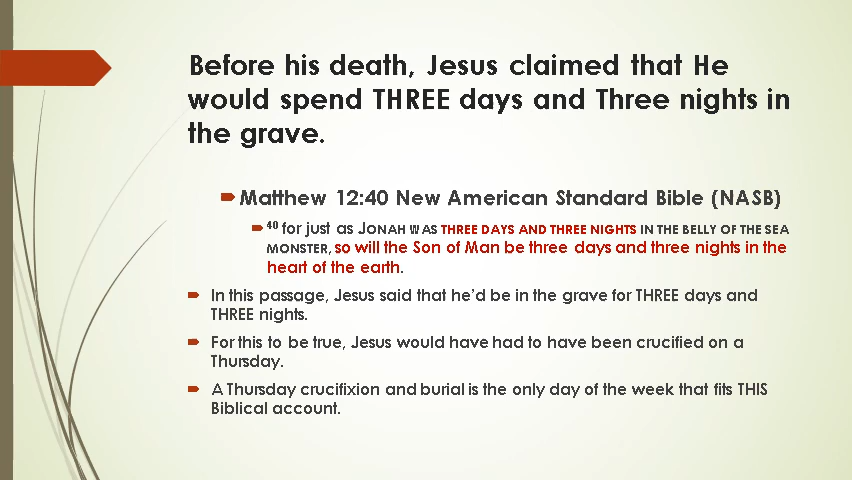 Before his death, Jesus claimed that He
would spend THREE days and Three nights in
the grave.
Matthew 12:40 New American Standard Bible (NASB)
40 for just as JONAH WAS THREE DAYS AND THREE NIGHTS IN THE BELLY OF THE SEA
MONSTER, so will the Son of Man be three days and three nights in the
heart of the earth.
In this passage, Jesus said that he'd be in the grave for THREE days and
THREE nights.
For this to be true, Jesus would have had to have been crucified on a
Thursday.
A Thursday crucifixion and burial is the only day of the week that fits THIS
Biblical account.